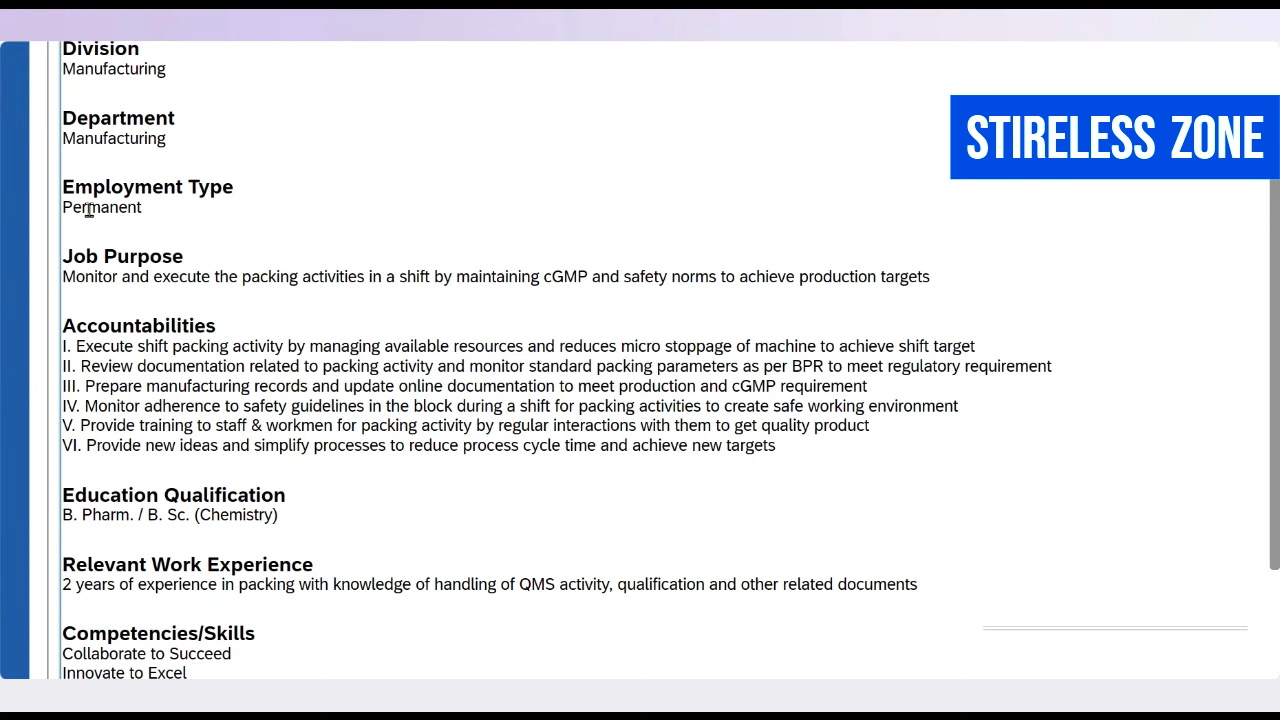 Division
Manufacturing
STIRELESS ZONE
Department
Manufacturing
Employment Type
Permanent
Job Purpose
Monitor and execute the packing activities in a shift by maintaining cGMP and safety norms to achieve production targets
Accountabilities
I. Execute shift packing activity by managing available resources and reduces micro stoppage of machine to achieve shift target
II. Review documentation related to packing activity and monitor standard packing parameters as per BPR to meet regulatory requirement
III. Prepare manufacturing records and update online documentation to meet production and cGMP requirement
IV. Monitor adherence to safety guidelines in the block during a shift for packing activities to create safe working environment
V. Provide training to staff & workmen for packing activity by regular interactions with them to get quality product
VI. Provide new ideas and simplify processes to reduce process cycle time and achieve new targets
Education Qualification
B. Pharm. / B. Sc. (Chemistry)
Relevant Work Experience
2 years of experience in packing with knowledge of handling of QMS activity, qualification and other related documents
Competencies/Skills
Collaborate to Succeed
Innovate to Excel